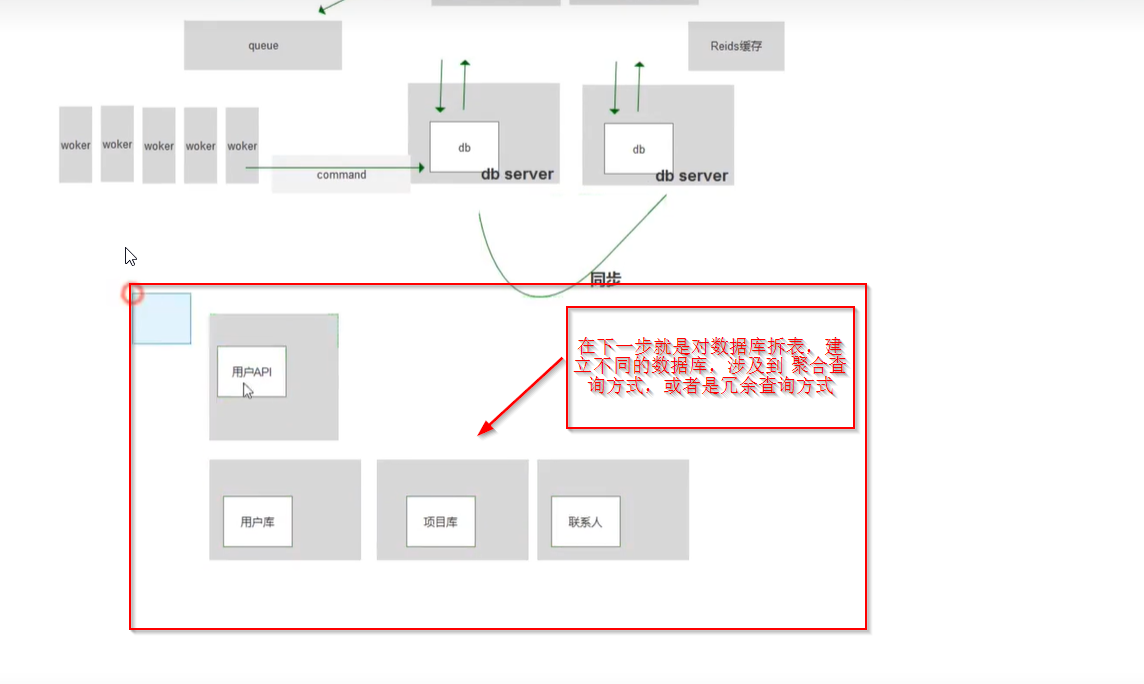 queue
Reids缓存
woker
woker
woker
woker
woker
command
db
db server
db
db server
同步
用户API
在下一步就是对数据库拆表，建
立不同的数据库，涉及到 聚合查
询方式，或者是冗余查询方式
用户库
项目库
联系人